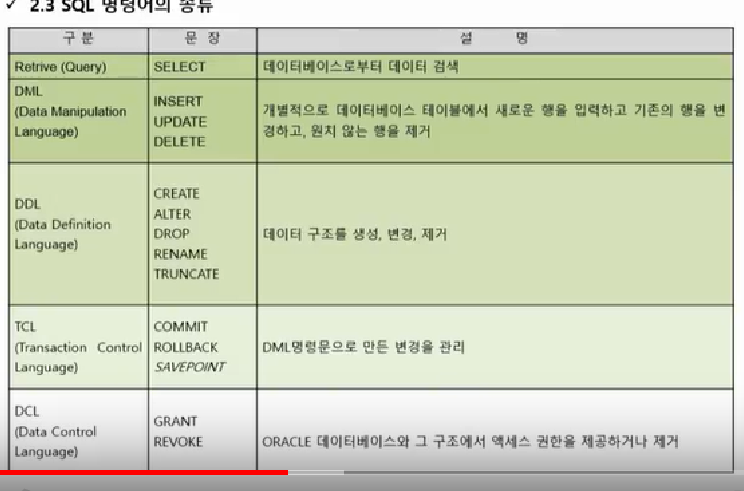 ✓ 2.3 SQL 명령어의 종류
구 분 문 장 설 명
Retrive (Query) SELECT 데이터베이스로부터 데이터 검색
DML
(Data Manipulation
Language)
INSERT
UPDATE
DELETE
개별적으로 데이터베이스 테이블에서 새로운 행을 입력하고 기존의 행을 변
경하고, 원치 않는 행을 제거
DDL
(Data Definition
Language)
CREATE
ALTER
DROP
RENAME
TRUNCATE
데이터 구조를 생성, 변경, 제거
TCL
(Transaction Control
Language)
COMMIT
ROLLBACK
SAVEPOINT
DML명령문으로 만든 변경을 관리
DCL
(Data Control
Language)
GRANT
REVOKE
ORACLE 데이터베이스와 그 구조에서 액세스 권한을 제공하거나 제거